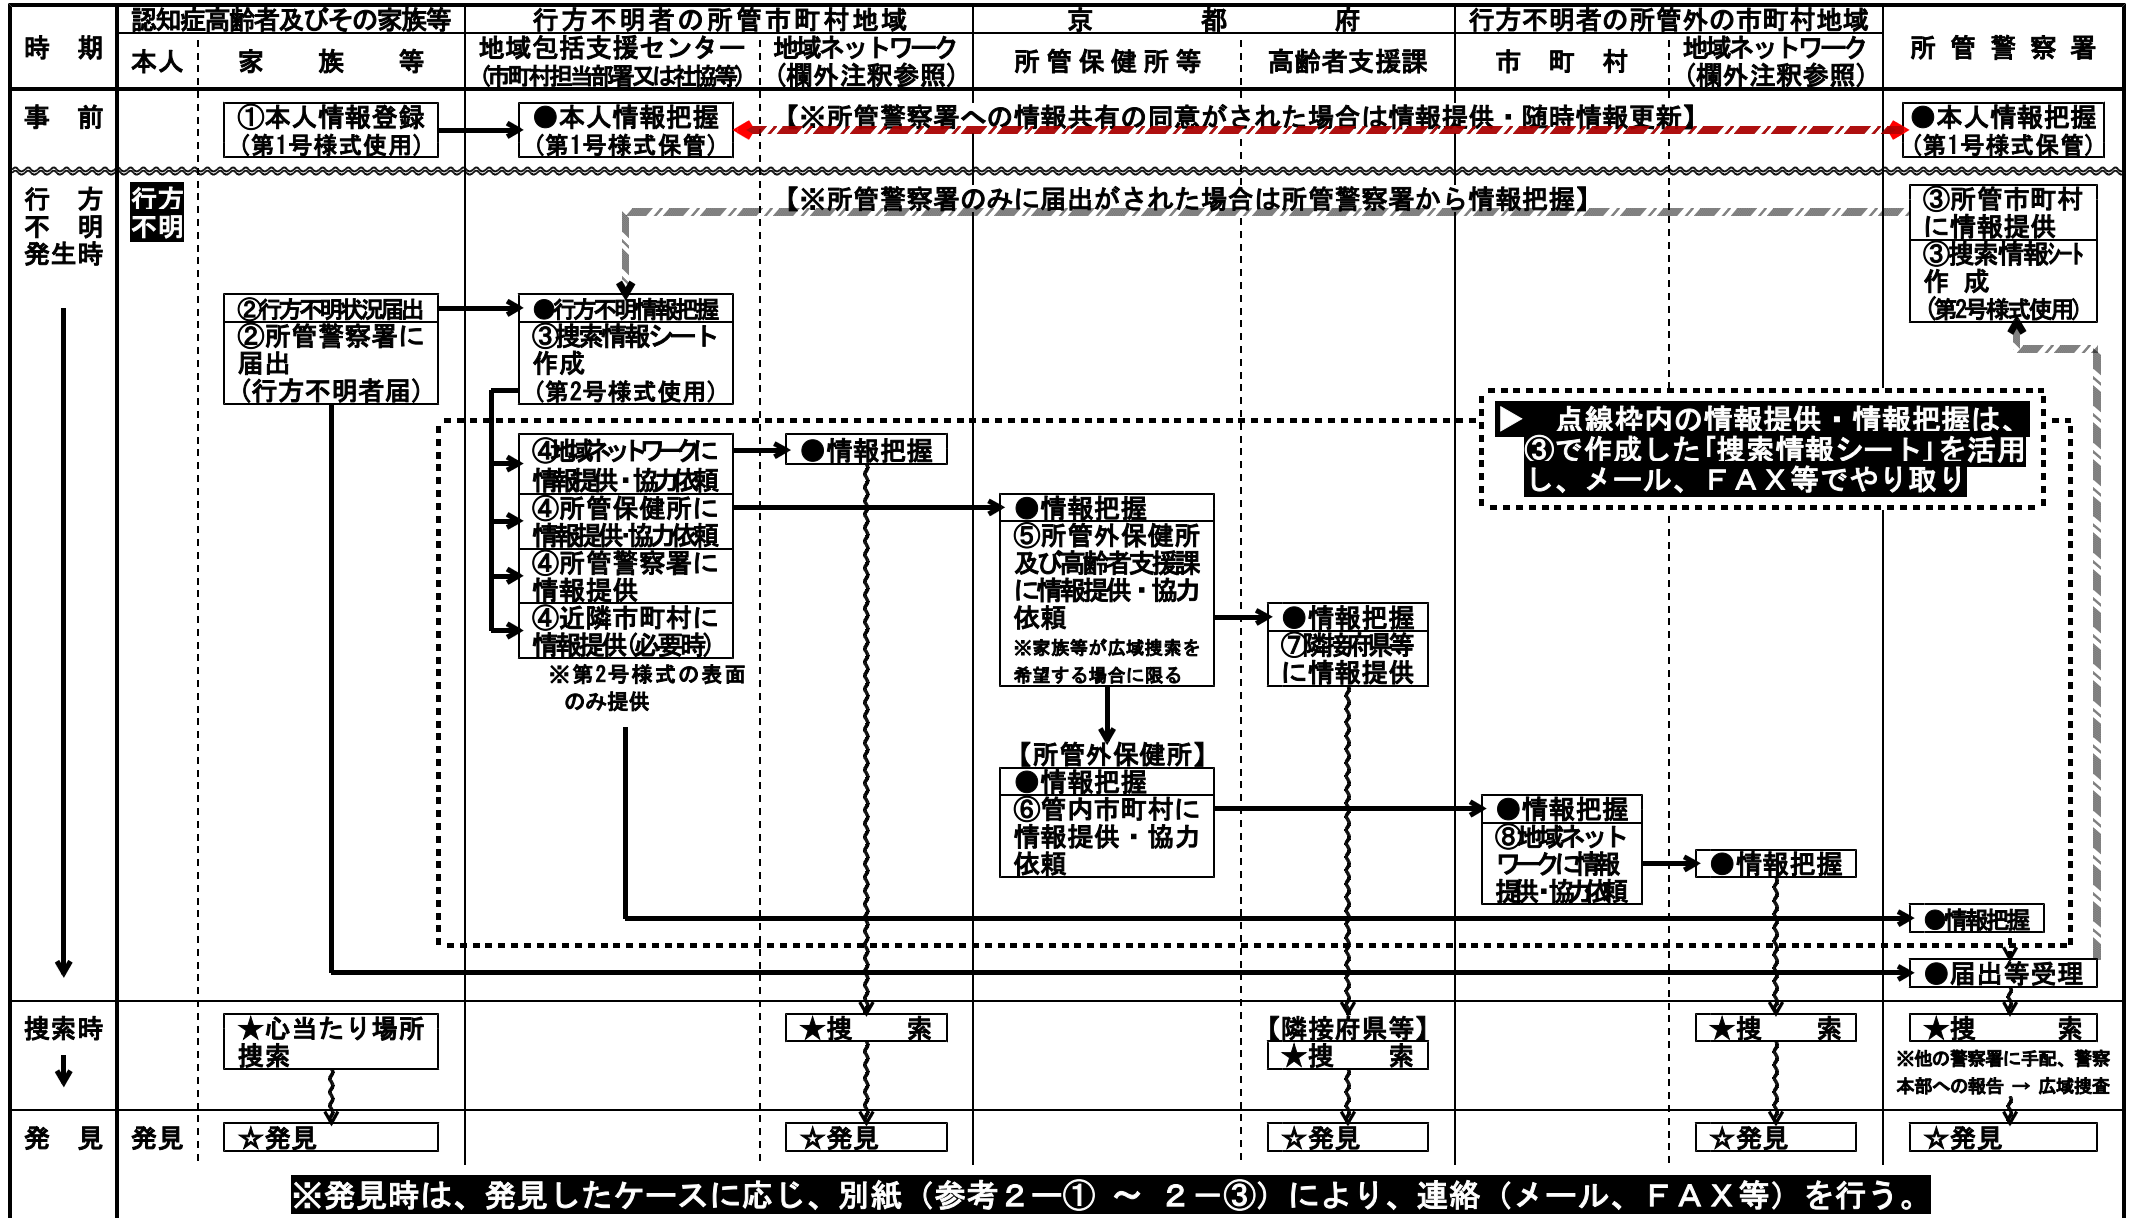 時　期
認知症高齢者及びその家族等
行方不明者の所管市町村地域
京　都　府
行方不明者の所管外の市町村地域
所管警察署
本人
家　族　等
地域包括支援センター
(市町村担当部署又は社協等)
地域ネットワーク
(欄外注釈参照)
所管保健所等
高齢者支援課
市　町　村
地域ネットワーク
(欄外注釈参照)
事　前
①本人情報登録
(第1号様式使用)
●本人情報把握
(第1号様式保管)
【※所管警察署への情報共有の同意がされた場合は情報提供・随時情報更新】
●本人情報把握
(第1号様式保管)
行　方
不　明
発生時
行方
不明
【※所管警察署のみに届出がされた場合は所管警察署から情報把握】
③所管市町村
に情報提供
③捜索情報シート
作 成
(第2号様式使用)
②行方不明状況届出
②所管警察署に
届出
(行方不明者届)
●行方不明情報把握
③捜索情報シート
作成
(第2号様式使用)
▶　点線枠内の情報提供・情報把握は、
③で作成した「捜索情報シート」を活用
し、メール、ＦＡＸ等でやり取り
④地域ネットワークに
情報提供・協力依頼
④所管保健所に
情報提供・協力依頼
④所管警察署に
情報提供
④近隣市町村に
情報提供(必要時)
※第2号様式の表面
のみ提供
●情報把握
●情報把握
⑤所管外保健所
及び高齢者支援課
に情報提供・協力
依頼
※家族等が広域捜索を
希望する場合に限る
●情報把握
⑦隣接府県等
に情報提供
【所管外保健所】
●情報把握
⑥管内市町村に
情報提供・協力
依頼
●情報把握
⑧地域ネット
ワークに情報
提供・協力依頼
●情報把握
●情報把握
●届出等受理
捜索時
★心当たり場所
捜索
★捜　索
【隣接府県等】
★捜　索
★捜　索
★捜　索
※他の警察署に手配、警察
本部への報告 → 広域捜査
発　見
発見
☆発見
☆発見
☆発見
☆発見
☆発見
※発見時は、発見したケースに応じ、別紙（参考２－① ～ ２－③）により、連絡（メール、ＦＡＸ等）を行う。